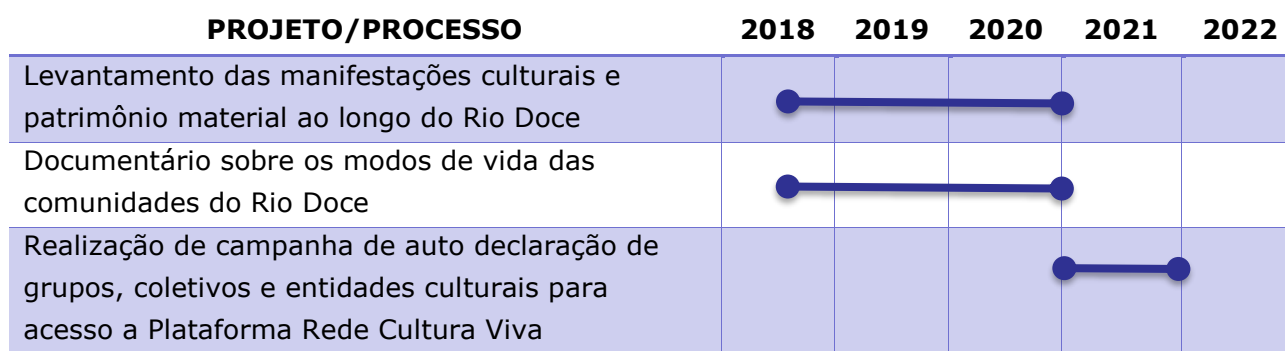 PROJETO/PROCESSO 2018 2019 2020 2021 2022
Levantamento das manifestações culturais e
patrimônio material ao longo do Rio Doce
Documentário sobre os modos de vida das
comunidades do Rio Doce
Realização de campanha de auto declaração de
grupos, coletivos e entidades culturais para
acesso a Plataforma Rede Cultura Viva